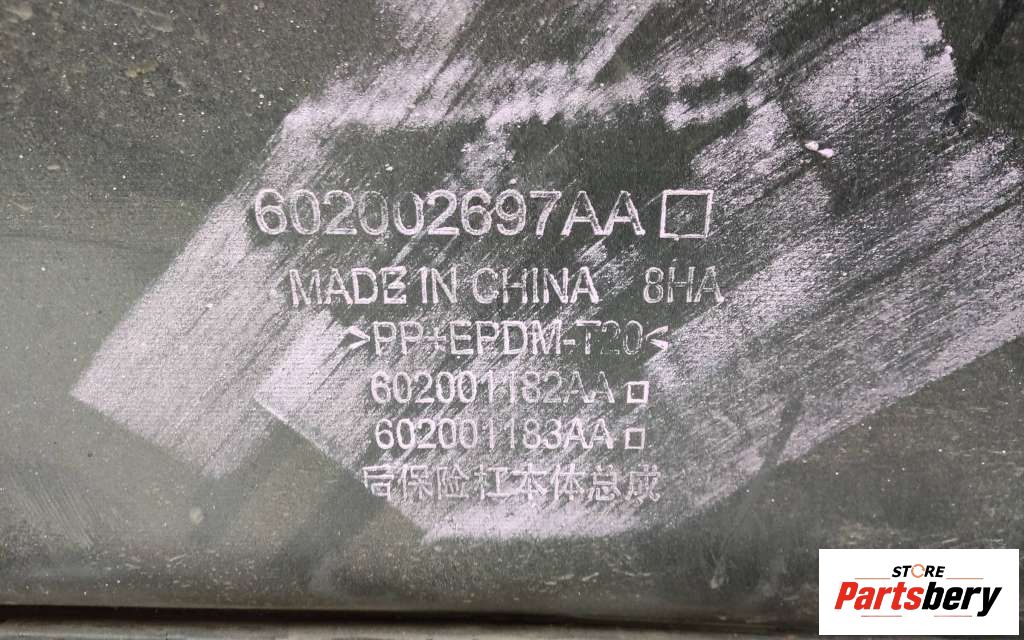 602002697AA□
MADE IN CHINA 8HA
>PP+EPDM-T20<
602001182AA□
602001183AA□
后保险杠本体总成
STORE
Partsbery